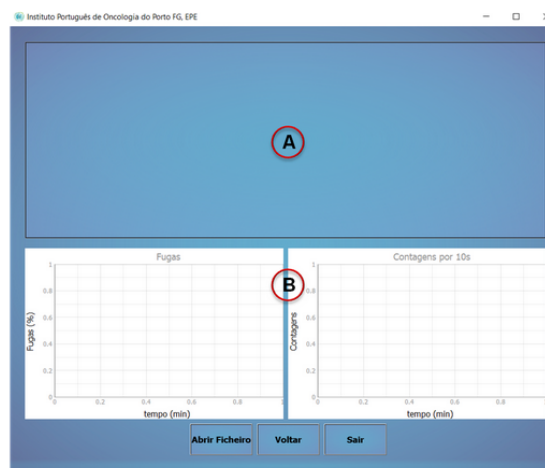 Instituto Português de Oncologia do Porto FG, EPE
A
Fugas
Contagens por 10s
B
1
0.8
0.6
0.4
0.2
0
Fugas (%)
0 0.2 0.4 0.6 0.8 1
tempo (min)
1
0.8
0.6
0.4
0.2
0
Contagens
0 0.2 0.4 0.6 0.8
tempo (min)
Abrir Ficheiro Voltar Sair